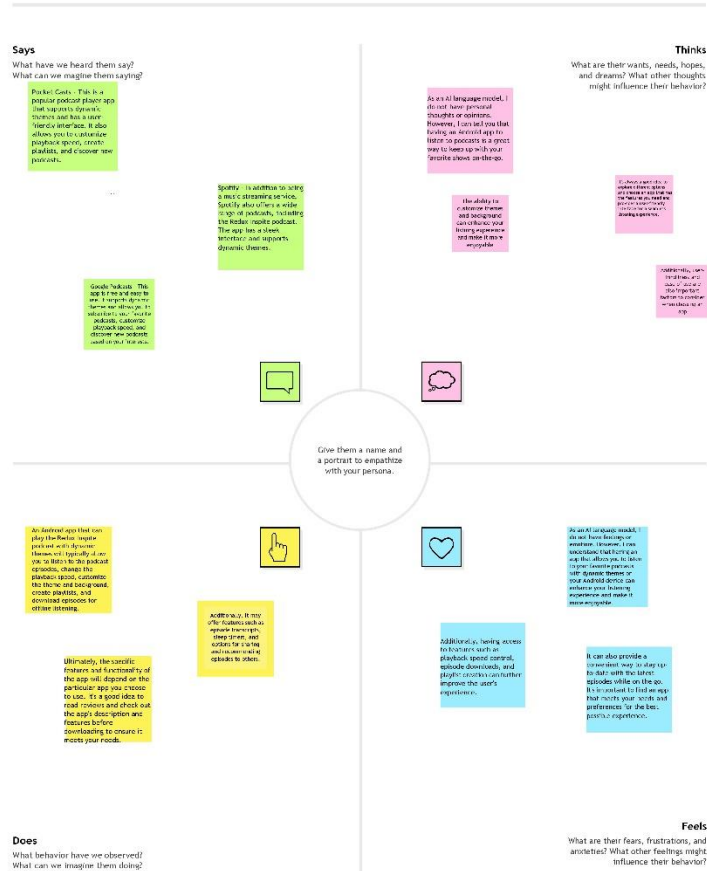 Says
What have we heard them say?
What can we magine them saying?
Pocket Casts - This is a
popular podcast player app
that supports dynamic
themes and has a user-
friendly interface. It also
allows you to customize
playback speed, create
playlists, and discover new
podcasts.
Spotify - In addition to being
a music streaming service,
Spotify also offers a wide
range of podcasts, including
the Redux Inspite podcast.
The app has a sleek
interface and supports
dynamic themes.
Google Podcasts - This
app is free and easy to
use. It supports dynamic
themes and allows you to
subscribe to your favorite
podcasts, customize
playback speed, and
discover new podcasts
based on your interests.
Thinks
What are their wants, needs, hopes,
and dreams? What other thoughts
might influence their behavior?
As an AI language model, I
do not have personal
thoughts or opinions.
However, I can tell you that
having an Android app to
listen to podcasts is a great
way to keep up with your
favorite shows on-the-go.
The ability to
customize themes
and background
can enhance your
listening experience
and make it more
enjoyable
Additionally, user-
friendliness and
ease of use are
also important
factors to consider
when choosing an
app
Give them a name and
a portrait to empathize
with your persona.
An Android app that can
play the Redux Inspite
podcast with dynamic
themes will typically allow
you to listen to the podcast
episodes, change the
playback speed, customize
the theme and background,
create playlists, and
download episodes for
offline listening.
Additionally, it may
offer features such as
episode transcripts,
sleep timers, and
options for sharing
and recommending
episodes to others.
Ultimately, the specific
features and functionality of
the app will depend on the
particular app you choose
to use. It's a good idea to
read reviews and check out
the app's description and
features before
downloading to ensure it
meets your needs.
Does
What behavior have we observed?
What can we imagine them doing?
As an AI language model, I
do not have feelings or
emotions. However, I can
understand that having an
app that allows you to listen
to your favorite podcasts
with dynamic themes on
your Android device can
enhance your listening
experience and make it
more enjoyable.
Additionally, having access
to features such as
playback speed control,
episode downloads, and
playlist creation can further
improve the user's
experience.
It can also provide a
convenient way to stay up-
to-date with the latest
episodes while on the go.
It's important to find an app
that meets your needs and
preferences for the best
possible experience.
Feels
What are their fears, frustrations, and
anxieties? What other feelings might
influence their behavior?